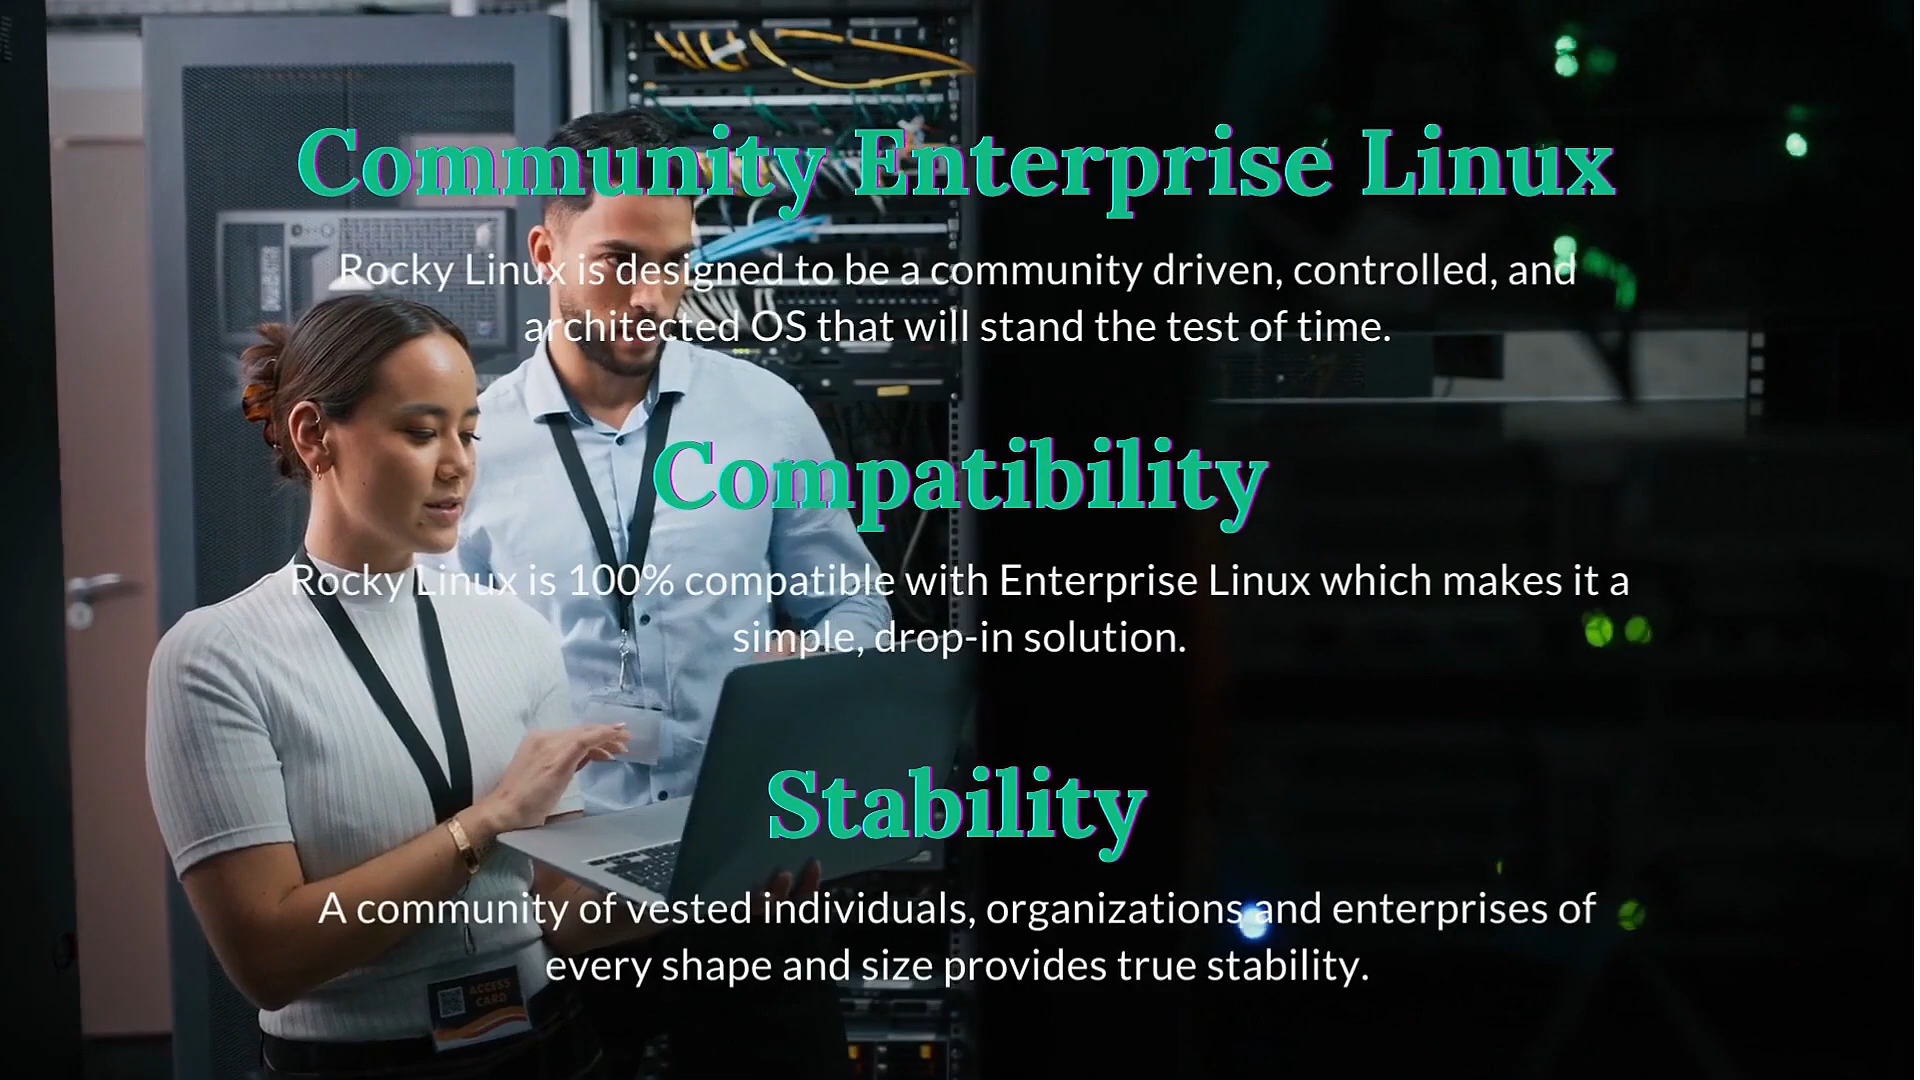 Community Enterprise Linux
Rocky Linux is designed to be a community driven, controlled, and
architected OS that will stand the test of time.
Compatibility
Rocky Linux is 100% compatible with Enterprise Linux which makes it a
simple, drop-in solution.
Stability
A community of vested individuals, organizations and enterprises of
every shape and size provides true stability.
ACCESS
CARD